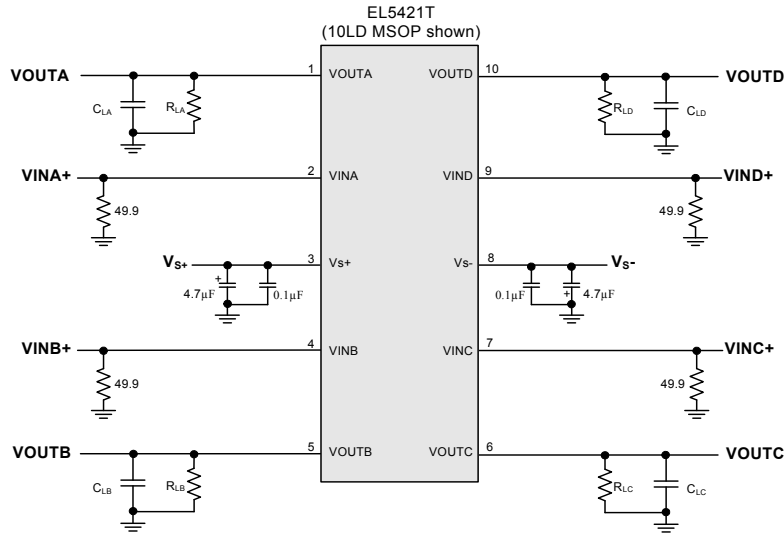 EL5421T
(10LD MSOP shown)
VOUTA
1
VOUTA
VOUTD
10
VOUTD
CLA
RLA
RLD
CLD
VINA+
2
VINA
VIND
9
VIND+
49.9
49.9
VS+
3
Vs+
Vs-
8
VS-
+
4.7µF
0.1µF
0.1µF
+
4.7µF
VINB+
4
VINB
VINC
7
VINC+
49.9
49.9
VOUTB
5
VOUTB
VOUTC
6
VOUTC
CLB
RLB
RLC
CLC